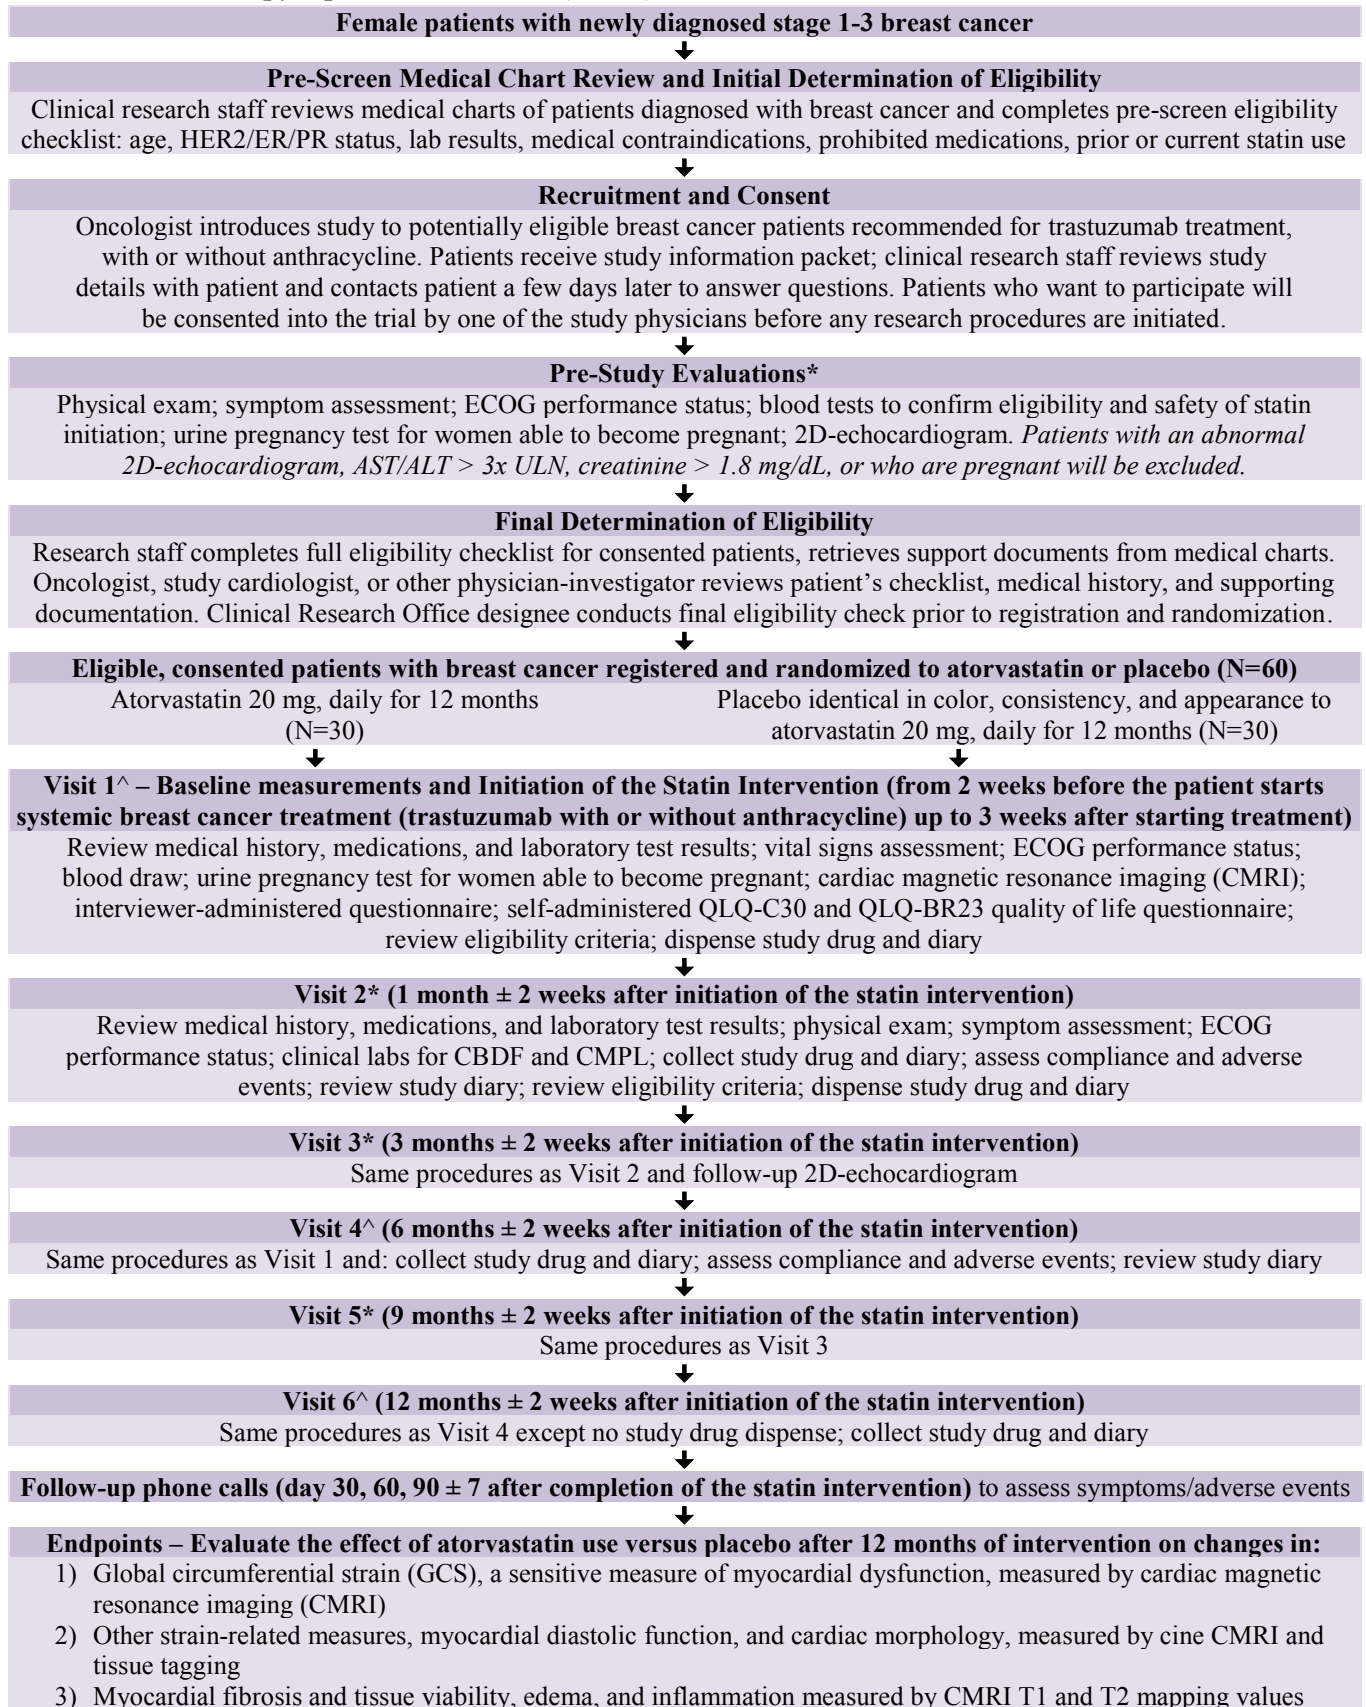 Female patients with newly diagnosed stage 1-3 breast cancer
Pre-Screen Medical Chart Review and Initial Determination of Eligibility
Clinical research staff reviews medical charts of patients diagnosed with breast cancer and completes pre-screen eligibility
checklist: age, HER2/ER/PR status, lab results, medical contraindications, prohibited medications, prior or current statin use
Recruitment and Consent
Oncologist introduces study to potentially eligible breast cancer patients recommended for trastuzumab treatment,
with or without anthracycline. Patients receive study information packet; clinical research staff reviews study
details with patient and contacts patient a few days later to answer questions. Patients who want to participate will
be consented into the trial by one of the study physicians before any research procedures are initiated.
Pre-Study Evaluations*
Physical exam; symptom assessment; ECOG performance status; blood tests to confirm eligibility and safety of statin
initiation; urine pregnancy test for women able to become pregnant; 2D-echocardiogram. Patients with an abnormal
2D-echocardiogram, AST/ALT > 3x ULN, creatinine > 1.8 mg/dL, or who are pregnant will be excluded.
Final Determination of Eligibility
Research staff completes full eligibility checklist for consented patients, retrieves support documents from medical charts.
Oncologist, study cardiologist, or other physician-investigator reviews patient's checklist, medical history, and supporting
documentation. Clinical Research Office designee conducts final eligibility check prior to registration and randomization.
Eligible, consented patients with breast cancer registered and randomized to atorvastatin or placebo (N=60)
Atorvastatin 20 mg, daily for 12 months
(N=30)
Placebo identical in color, consistency, and appearance to
atorvastatin 20 mg, daily for 12 months (N=30)
Visit 1^ – Baseline measurements and Initiation of the Statin Intervention (from 2 weeks before the patient starts
systemic breast cancer treatment (trastuzumab with or without anthracycline) up to 3 weeks after starting treatment)
Review medical history, medications, and laboratory test results; vital signs assessment; ECOG performance status;
blood draw; urine pregnancy test for women able to become pregnant; cardiac magnetic resonance imaging (CMRI);
interviewer-administered questionnaire; self-administered QLQ-C30 and QLQ-BR23 quality of life questionnaire;
review eligibility criteria; dispense study drug and diary
Visit 2* (1 month ± 2 weeks after initiation of the statin intervention)
Review medical history, medications, and laboratory test results; physical exam; symptom assessment; ECOG
performance status; clinical labs for CBDF and CMPL; collect study drug and diary; assess compliance and adverse
events; review study diary; review eligibility criteria; dispense study drug and diary
Visit 3* (3 months ± 2 weeks after initiation of the statin intervention)
Same procedures as Visit 2 and follow-up 2D-echocardiogram
Visit 4^ (6 months ± 2 weeks after initiation of the statin intervention)
Same procedures as Visit 1 and: collect study drug and diary; assess compliance and adverse events; review study diary
Visit 5* (9 months ± 2 weeks after initiation of the statin intervention)
Same procedures as Visit 3
Visit 6^ (12 months ± 2 weeks after initiation of the statin intervention)
Same procedures as Visit 4 except no study drug dispense; collect study drug and diary
Follow-up phone calls (day 30, 60, 90 ± 7 after completion of the statin intervention) to assess symptoms/adverse events
Endpoints – Evaluate the effect of atorvastatin use versus placebo after 12 months of intervention on changes in:
1) Global circumferential strain (GCS), a sensitive measure of myocardial dysfunction, measured by cardiac magnetic
resonance imaging (CMRI)
2) Other strain-related measures, myocardial diastolic function, and cardiac morphology, measured by cine CMRI and
tissue tagging
3) Myocardial fibrosis and tissue viability, edema, and inflammation measured by CMRI T1 and T2 mapping values